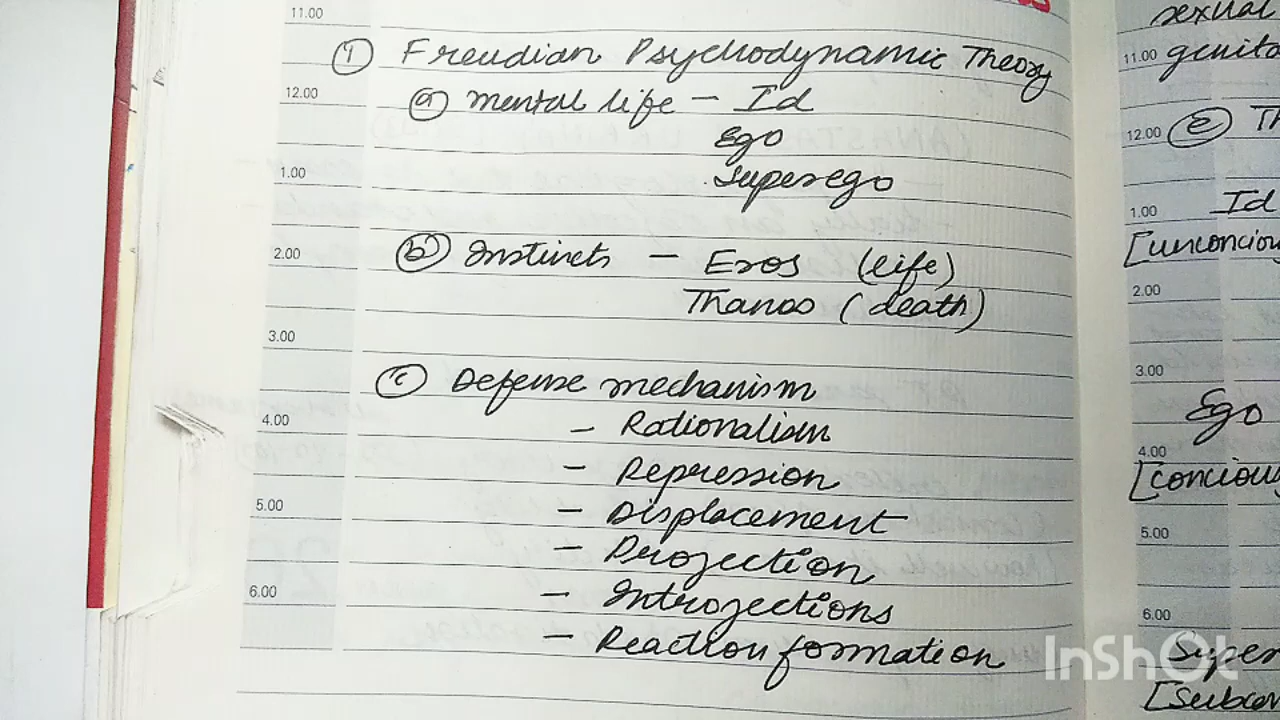 11.00
① Freudian Psychodynamic Theory
12.00
ⓐ mental life – Id
Ego
1.00
Superego
2.00
ⓑ Instincts – Eros (life)
Thanos (death)
3.00
ⓒ Defense mechanism
4.00
– Rationalism
– Repression
5.00
– Displacement
– Projection
6.00
– Introjections
– Reaction formation
sexual
11.00 genita
12.00 ⓔ Th
1.00 Id
[unconciou
2.00
3.00
Ego
4.00
[conciou
5.00
6.00
Super
[Subcon
InShOt